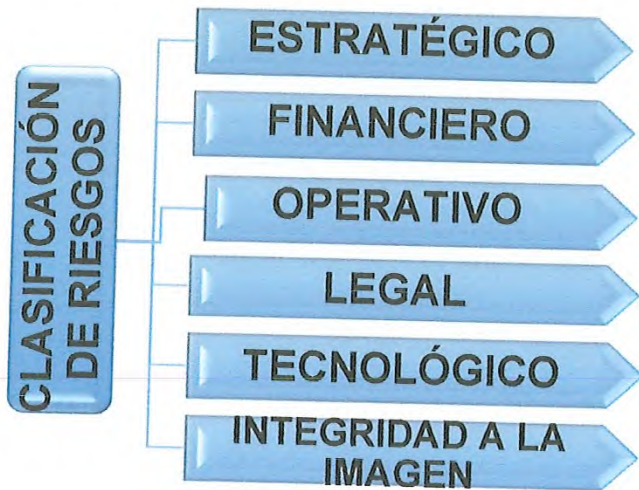 CLASIFICACIÓN
DE RIESGOS
ESTRATÉGICO
FINANCIERO
OPERATIVO
LEGAL
TECNOLÓGICO
INTEGRIDAD A LA
IMAGEN